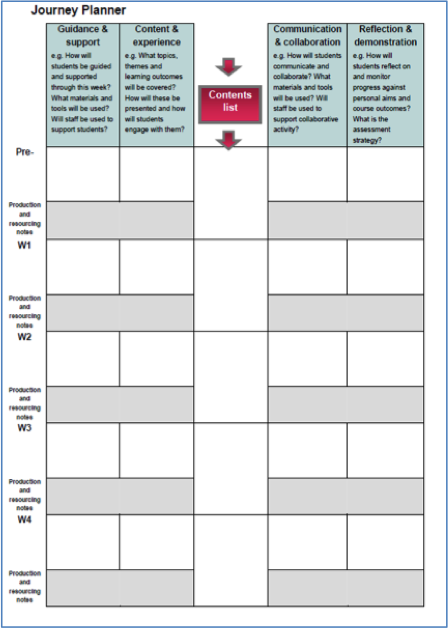 Journey Planner
Guidance &
support
e.g. How will
students be guided
and supported
through this week?
What materials and
tools will be used?
Will staff be used to
support students?
Content &
experience
e.g. What topics,
themes and
learning outcomes
will be covered?
How will these be
presented and how
will students
engage with them?
Contents
list
Communication
& collaboration
e.g. How will students
communicate and
collaborate? What
materials and tools
will be used? Will
staff be used to
support collaborative
activity?
Reflection &
demonstration
e.g. How will
students reflect on
and monitor
progress against
personal aims and
course outcomes?
What is the
assessment
strategy?
Pre-
Production
and
resourcing
notes
W1
Production
and
resourcing
notes
W2
Production
and
resourcing
notes
W3
Production
and
resourcing
notes
W4
Production
and
resourcing
notes